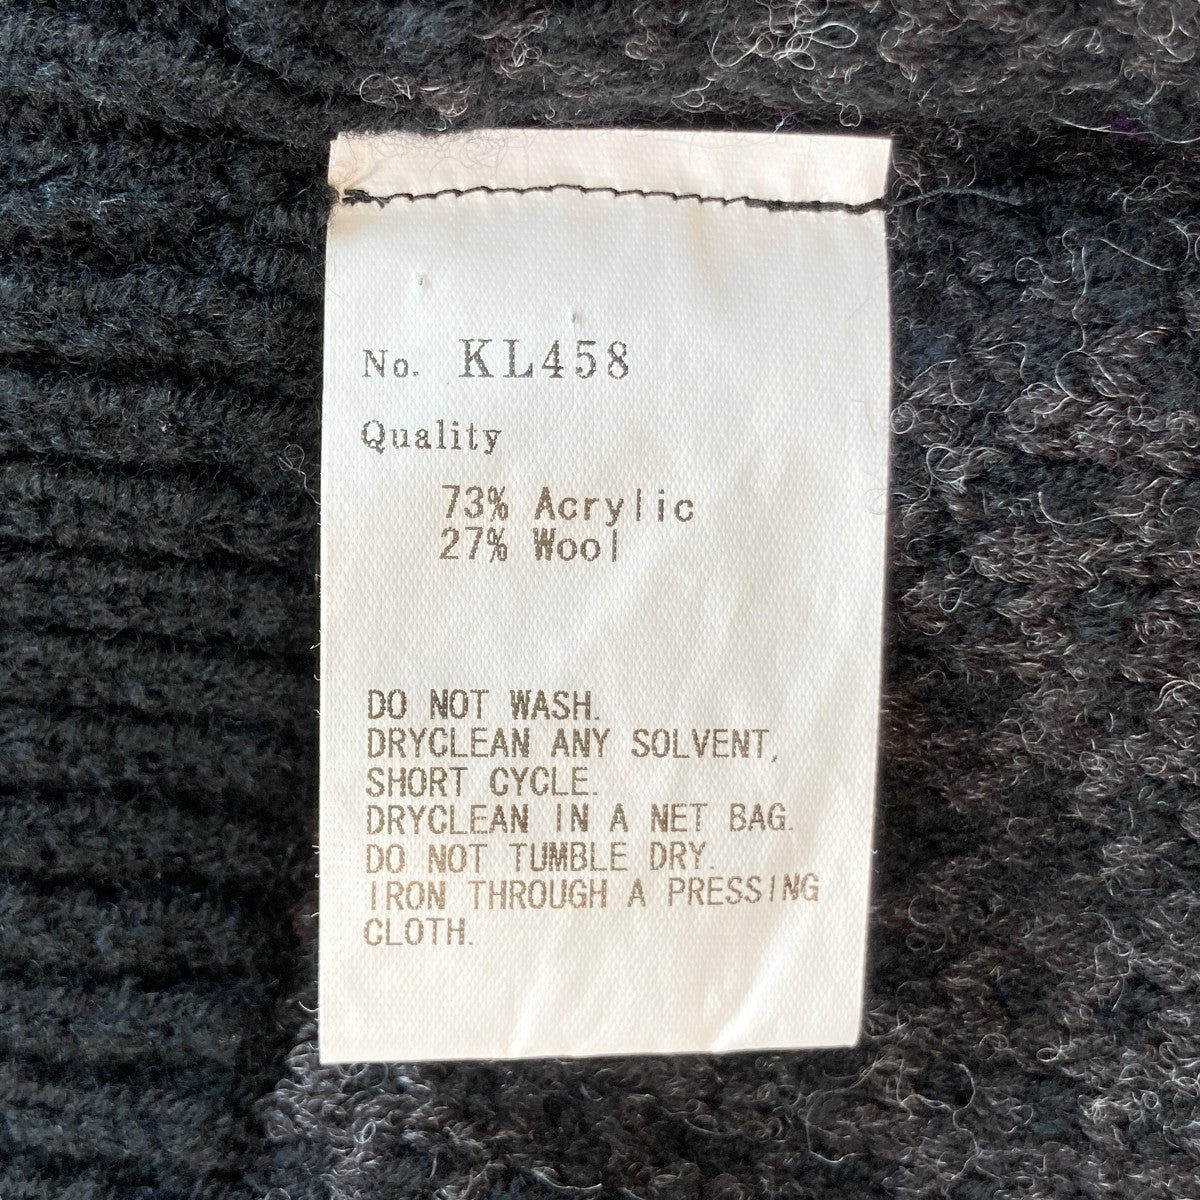 No. KL458
Quality
73% Acrylic
27% Wool
DO NOT WASH.
DRYCLEAN ANY SOLVENT,
SHORT CYCLE.
DRYCLEAN IN A NET BAG.
DO NOT TUMBLE DRY.
IRON THROUGH A PRESSING
CLOTH.